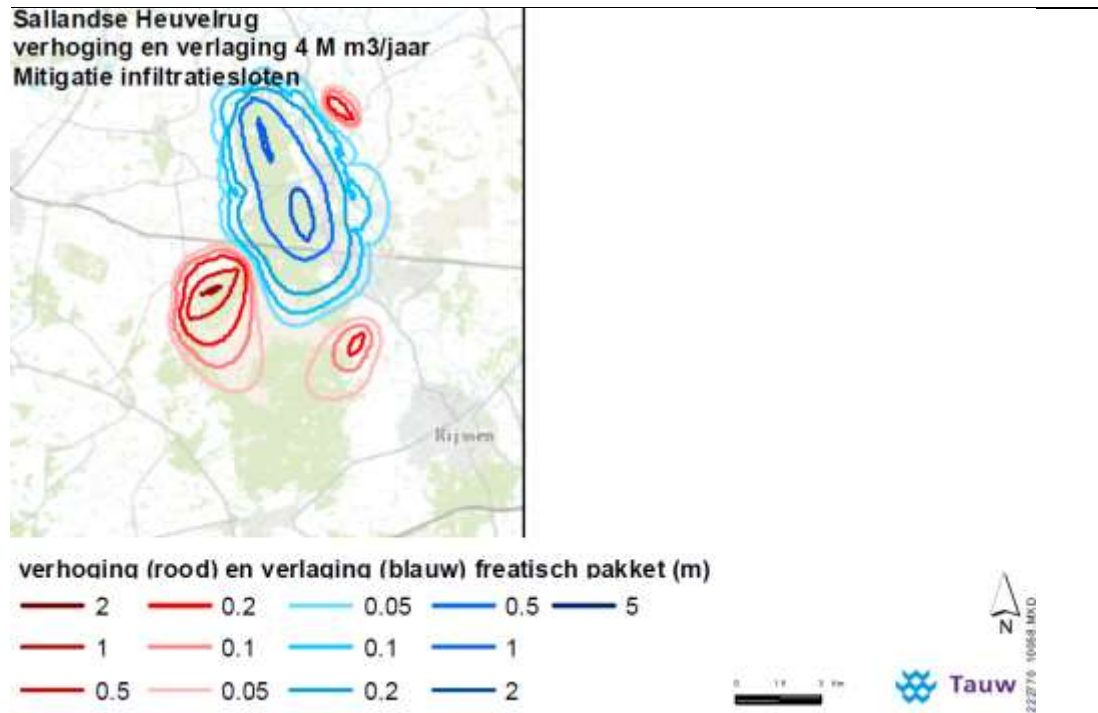 Sallandse Heuvelrug
verhoging en verlaging 4 M m3/jaar
Mitigatie infiltratiesloten
Rijssen
verhoging (rood) en verlaging (blauw) freatisch pakket (m)
2 0.2 0.05 0.5 5
1 0.1 0.1 1
0.5 0.05 0.2 2
N
Tauw